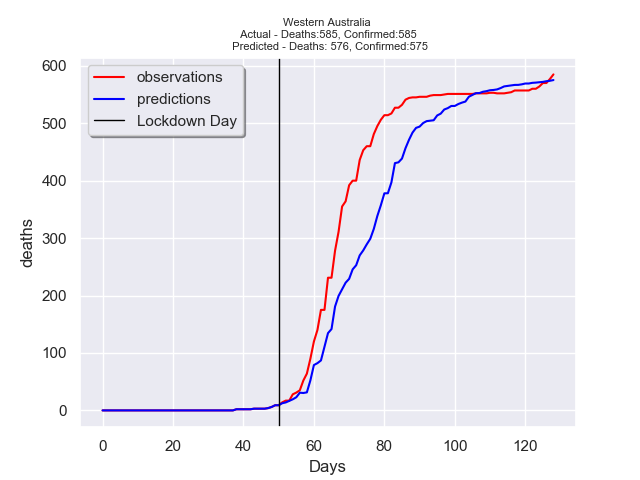 Western Australia
Actual - Deaths:585, Confirmed:585
Predicted - Deaths: 576, Confirmed:575
observations
predictions
Lockdown Day
deaths
600
500
400
300
200
100
0
0 20 40 60 80 100 120
Days